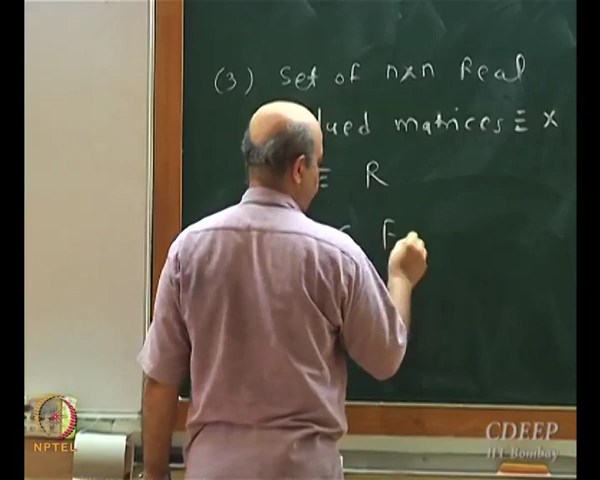 (3) Set of n×n Real
lued matrices ≡ X
≡ R
F
NPTEL
CDEEP
IIT Bombay